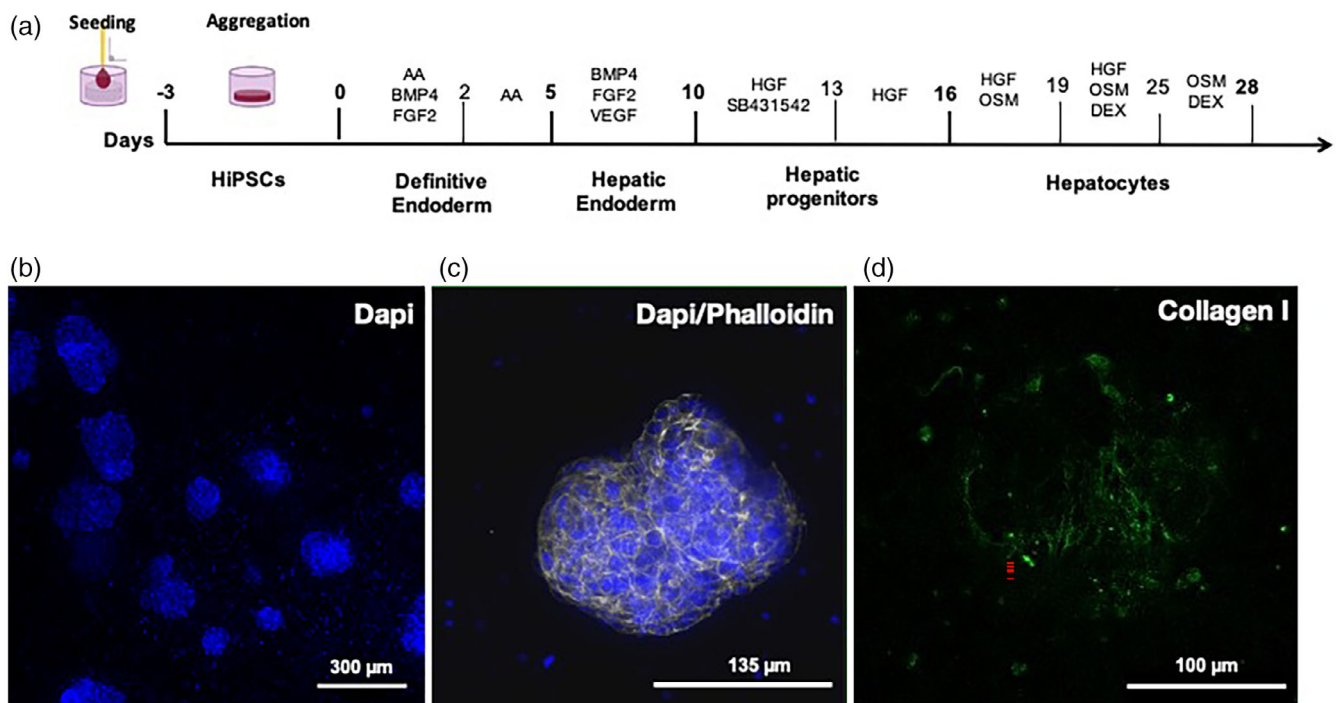 (a)
Seeding
Aggregation
Days
-3
0
AA
BMP4
FGF2
2
AA
5
BMP4
FGF2
VEGF
10
HGF
SB431542
13
HGF
16
HGF
OSM
19
HGF
OSM
DEX
25
OSM
DEX
28
HiPSCs
Definitive
Endoderm
Hepatic
Endoderm
Hepatic
progenitors
Hepatocytes
(b)
Dapi
300 µm
(c)
Dapi/Phalloidin
135 µm
(d)
Collagen I
100 µm